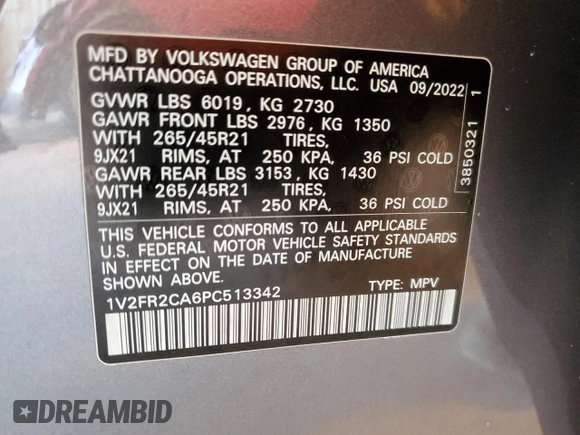 MFD BY VOLKSWAGEN GROUP OF AMERICA
CHATTANOOGA OPERATIONS, LLC. USA 09/2022
GVWR LBS 6019, KG 2730
GAWR FRONT LBS 2976, KG 1350
WITH 265/45R21 TIRES,
9JX21 RIMS, AT 250 KPA, 36 PSI COLD
GAWR REAR LBS 3153, KG 1430
WITH 265/45R21 TIRES,
9JX21 RIMS, AT 250 KPA, 36 PSI COLD
THIS VEHICLE CONFORMS TO ALL APPLICABLE
U.S. FEDERAL MOTOR VEHICLE SAFETY STANDARDS
IN EFFECT ON THE DATE OF MANUFACTURE
SHOWN ABOVE.
1V2FR2CA6PC513342 TYPE: MPV
3850321 1
DREAMBID